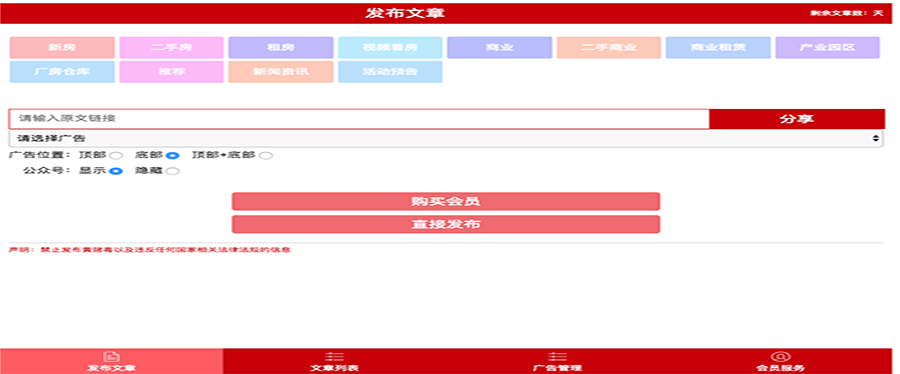 发布文章
剩余文章数：天
新房 二手房 租房 视频看房 商业 二手商业 商业租赁 产业园区
厂房仓库 推荐 新闻资讯 活动预告
请输入原文链接 分享
请选择广告
广告位置：顶部 底部 顶部+底部
公众号：显示 隐藏
购买会员
直接发布
声明：禁止发布黄赌毒以及违反任何国家相关法律法规的信息
发布文章 文章列表 广告管理 会员服务